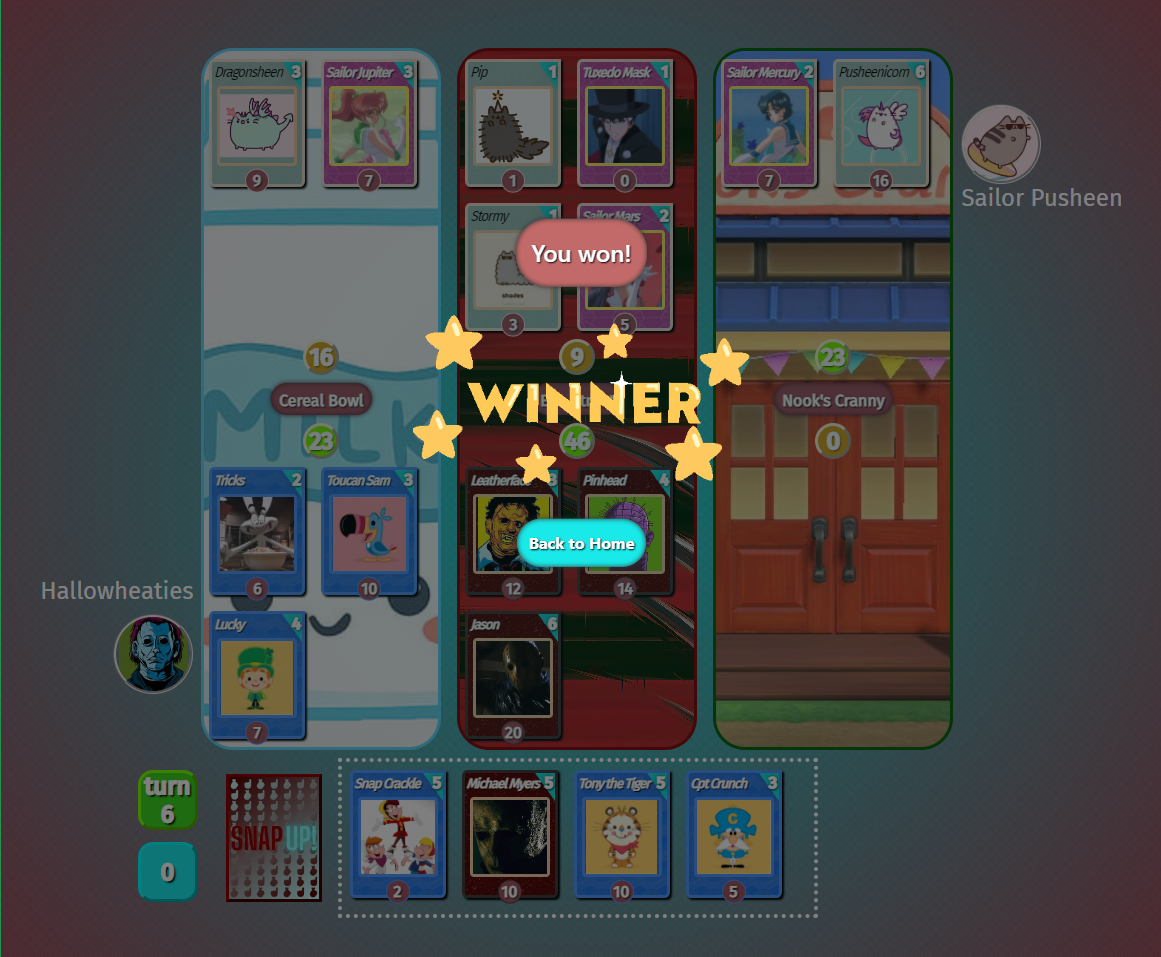 Dragonsheen 3
Sailor Jupiter 3
Pip 1
Tuxedo Mask 1
Sailor Mercury 2
Pusheenicorn 6
9
7
1
0
7
16
Sailor Pusheen
Stormy 1
Sailor Mars 2
You won!
shades
3
5
16
9
23
WINNER
Cereal Bowl
Nook's Cranny
MILK
23
46
0
Tricks 2
Toucan Sam 3
Leatherface 3
Pinhead 4
Back to Home
6
10
12
14
Hallowheaties
Lucky 4
Jason 6
7
20
turn
6
0
SNAP UP!
Snap Crackle 5
Michael Myers 5
Tony the Tiger 5
Cpt Crunch 3
C
2
10
10
5